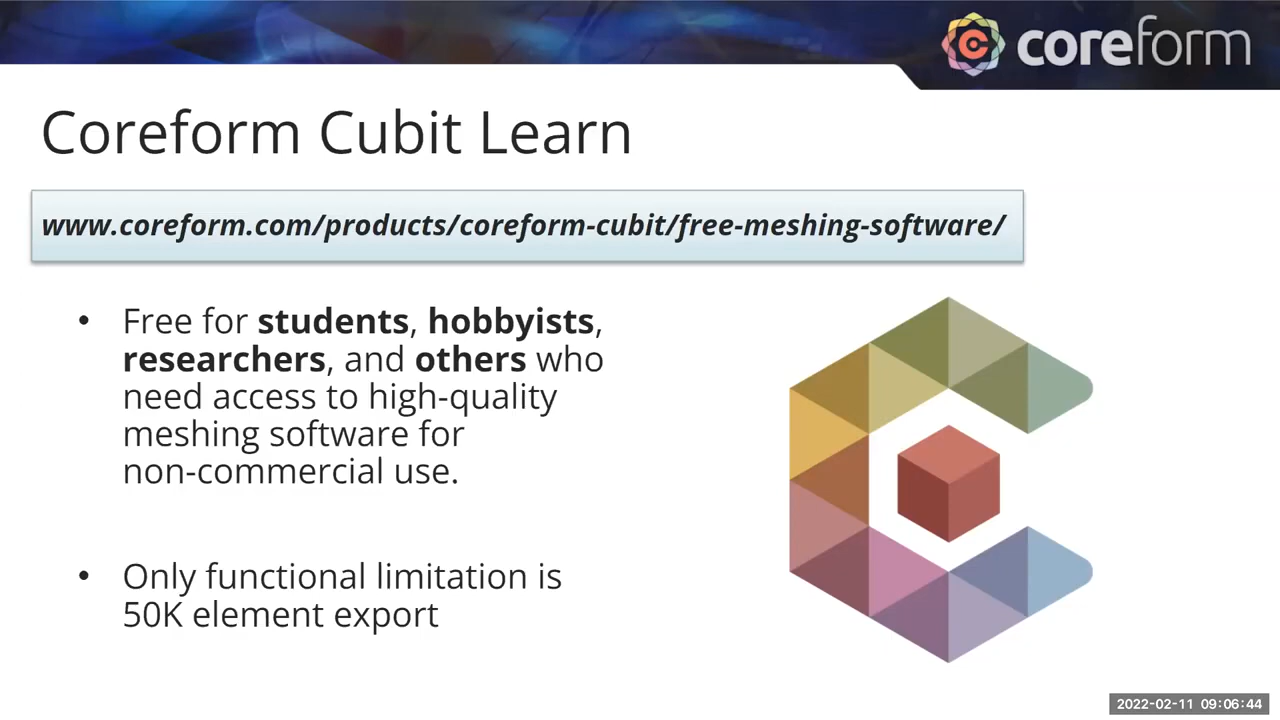 coreform
Coreform Cubit Learn
www.coreform.com/products/coreform-cubit/free-meshing-software/
• Free for students, hobbyists,
researchers, and others who
need access to high-quality
meshing software for
non-commercial use.
• Only functional limitation is
50K element export
2022-02-11 09:06:44